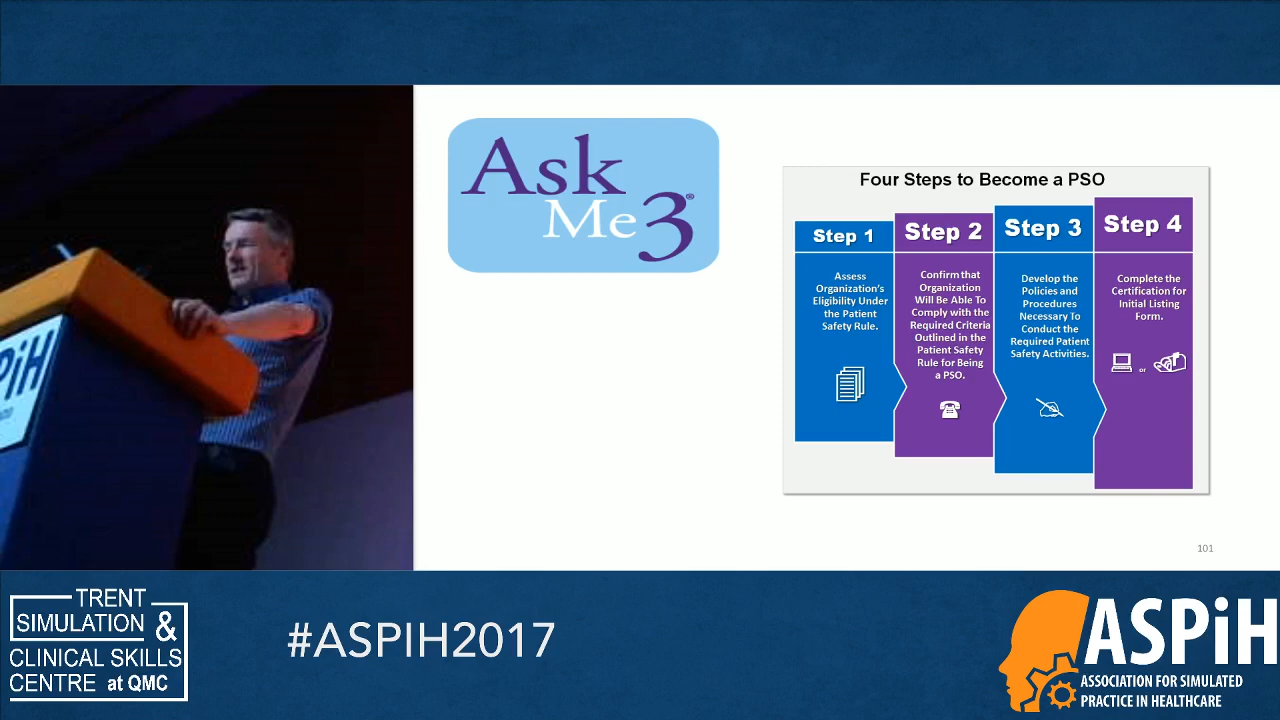 Ask
Me 3®
Four Steps to Become a PSO
Step 1
Assess
Organization's
Eligibility Under
the Patient
Safety Rule.
Step 2
Confirm that
Organization
Will Be Able To
Comply with the
Required Criteria
Outlined in the
Patient Safety
Rule for Being
a PSO.
Step 3
Develop the
Policies and
Procedures
Necessary To
Conduct the
Required Patient
Safety Activities.
Step 4
Complete the
Certification for
Initial Listing
Form.
or
101
PiH
TRENT
SIMULATION &
CLINICAL SKILLS
CENTRE at QMC
#ASPIH2017
ASPiH
ASSOCIATION FOR SIMULATED
PRACTICE IN HEALTHCARE